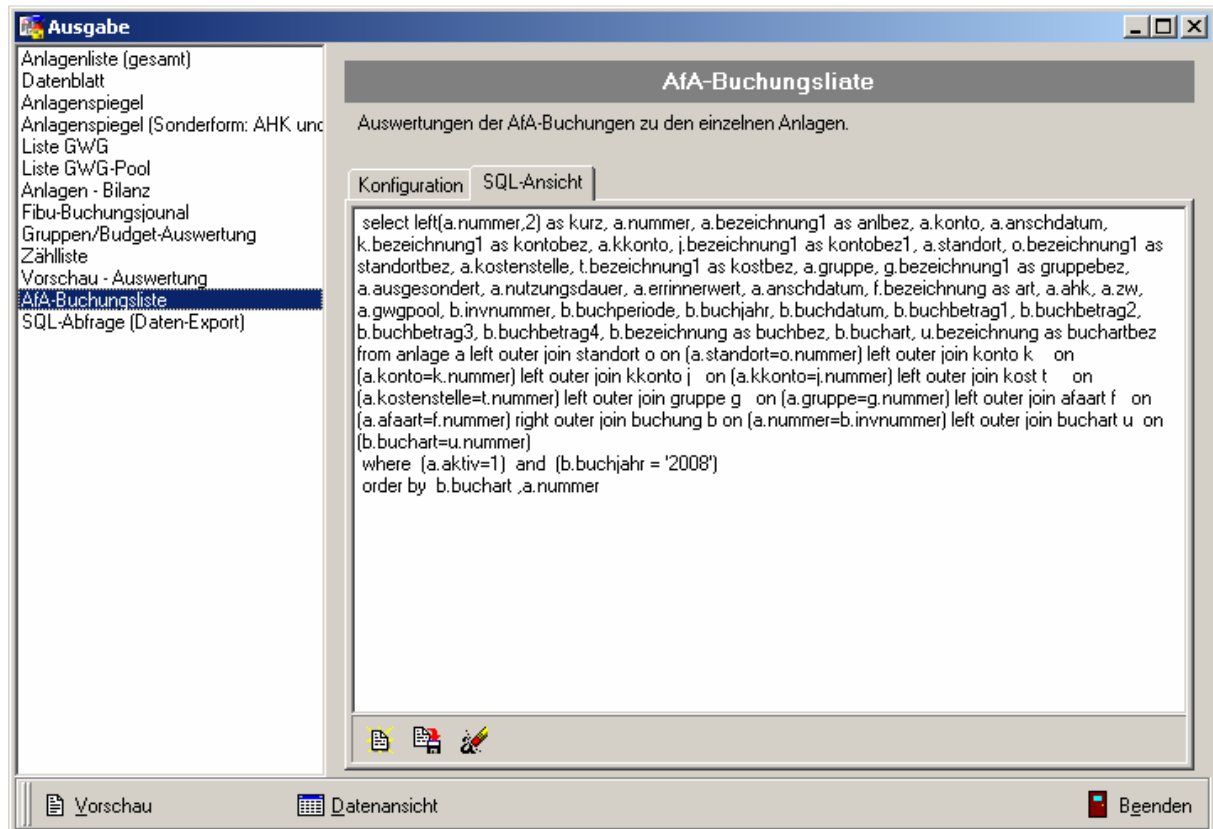 Ausgabe
Anlagenliste (gesamt)
Datenblatt
Anlagenspiegel
Anlagenspiegel (Sonderform: AHK und
Liste GWG
Liste GWG-Pool
Anlagen - Bilanz
Fibu-Buchungsjounal
Gruppen/Budget-Auswertung
Zählliste
Vorschau - Auswertung
AfA-Buchungsliste
SQL-Abfrage (Daten-Export)
AfA-Buchungsliate
Auswertungen der AfA-Buchungen zu den einzelnen Anlagen.
Konfiguration SQL-Ansicht
select left(a.nummer,2) as kurz, a.nummer, a.bezeichnung1 as anlbez, a.konto, a.anschdatum,
k.bezeichnung1 as kontobez, a.kkonto, j.bezeichnung1 as kontobez1, a.standort, o.bezeichnung1 as
standortbez, a.kostenstelle, t.bezeichnung1 as kostbez, a.gruppe, g.bezeichnung1 as gruppebez,
a.ausgesondert, a.nutzungsdauer, a.errinnerwert, a.anschdatum, f.bezeichnung as art, a.ahk, a.zw,
a.gwgpool, b.invnummer, b.buchperiode, b.buchjahr, b.buchdatum, b.buchbetrag1, b.buchbetrag2,
b.buchbetrag3, b.buchbetrag4, b.bezeichnung as buchbez, b.buchart, u.bezeichnung as buchartbez
from anlage a left outer join standort o on (a.standort=o.nummer) left outer join konto k on
(a.konto=k.nummer) left outer join kkonto j on (a.kkonto=j.nummer) left outer join kost t on
(a.kostenstelle=t.nummer) left outer join gruppe g on (a.gruppe=g.nummer) left outer join afaart f on
(a.afaart=f.nummer) right outer join buchung b on (a.nummer=b.invnummer) left outer join buchart u on
(b.buchart=u.nummer)
where (a.aktiv=1) and (b.buchjahr = '2008')
order by b.buchart ,a.nummer
Vorschau Datenansicht Beenden